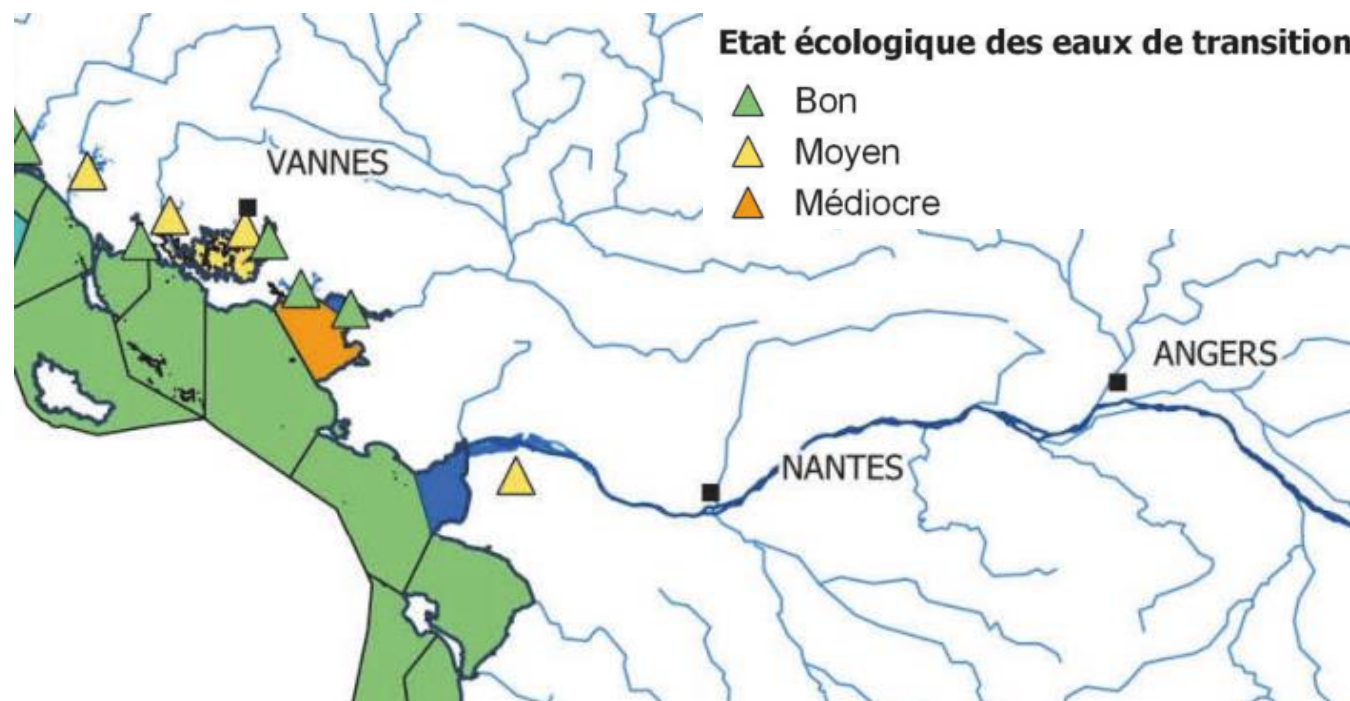 Etat écologique des eaux de transition
Bon
Moyen
Médiocre
VANNES
ANGERS
NANTES